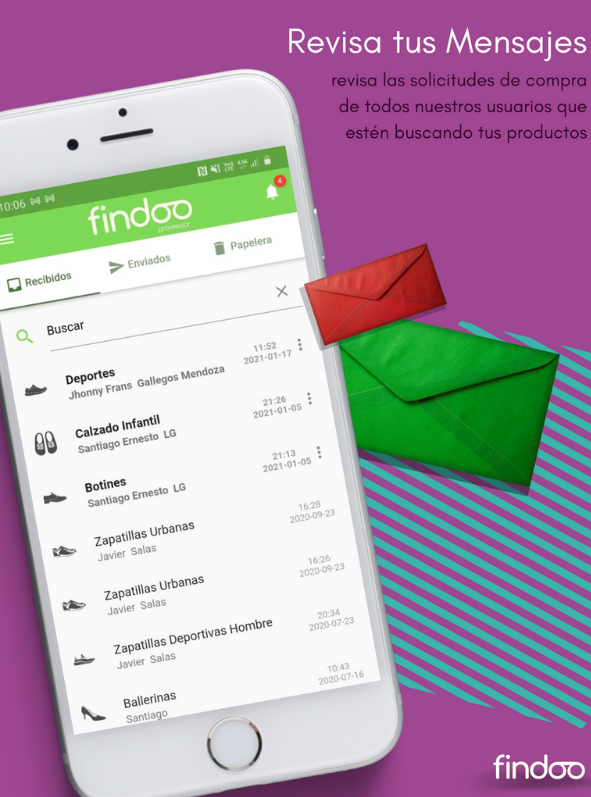 Revisa tus Mensajes
revisa las solicitudes de compra
de todos nuestros usuarios que
estén buscando tus productos
10:06
4
findoo
proveedor
Recibidos
Enviados
Papelera
Buscar
Deportes
11:52
Jhonny Frans Gallegos Mendoza
2021-01-17
Calzado Infantil
21:26
Santiago Ernesto LG
2021-01-05
Botines
21:13
Santiago Ernesto LG
2021-01-05
Zapatillas Urbanas
16:28
Javier Salas
2020-09-23
Zapatillas Urbanas
16:26
Javier Salas
2020-09-23
Zapatillas Deportivas Hombre
20:34
Javier Salas
2020-07-23
Ballerinas
10:43
Santiago
2020-07-16
findoo